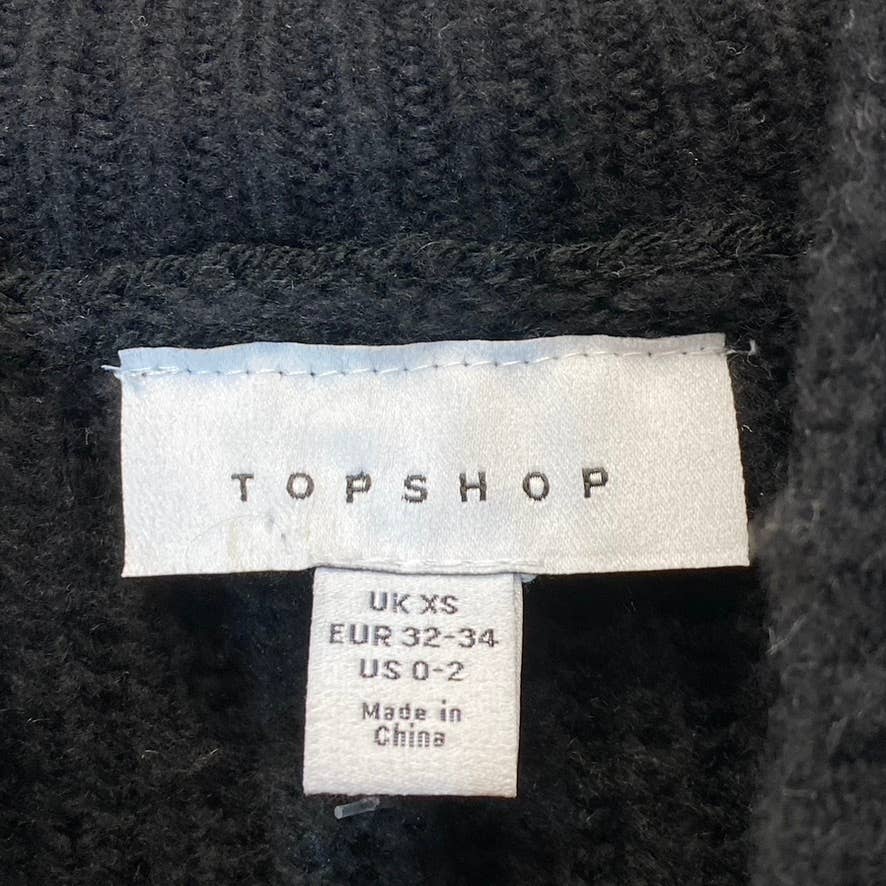 TOPSHOP
UK XS
EUR 32-34
US 0-2
Made in
China